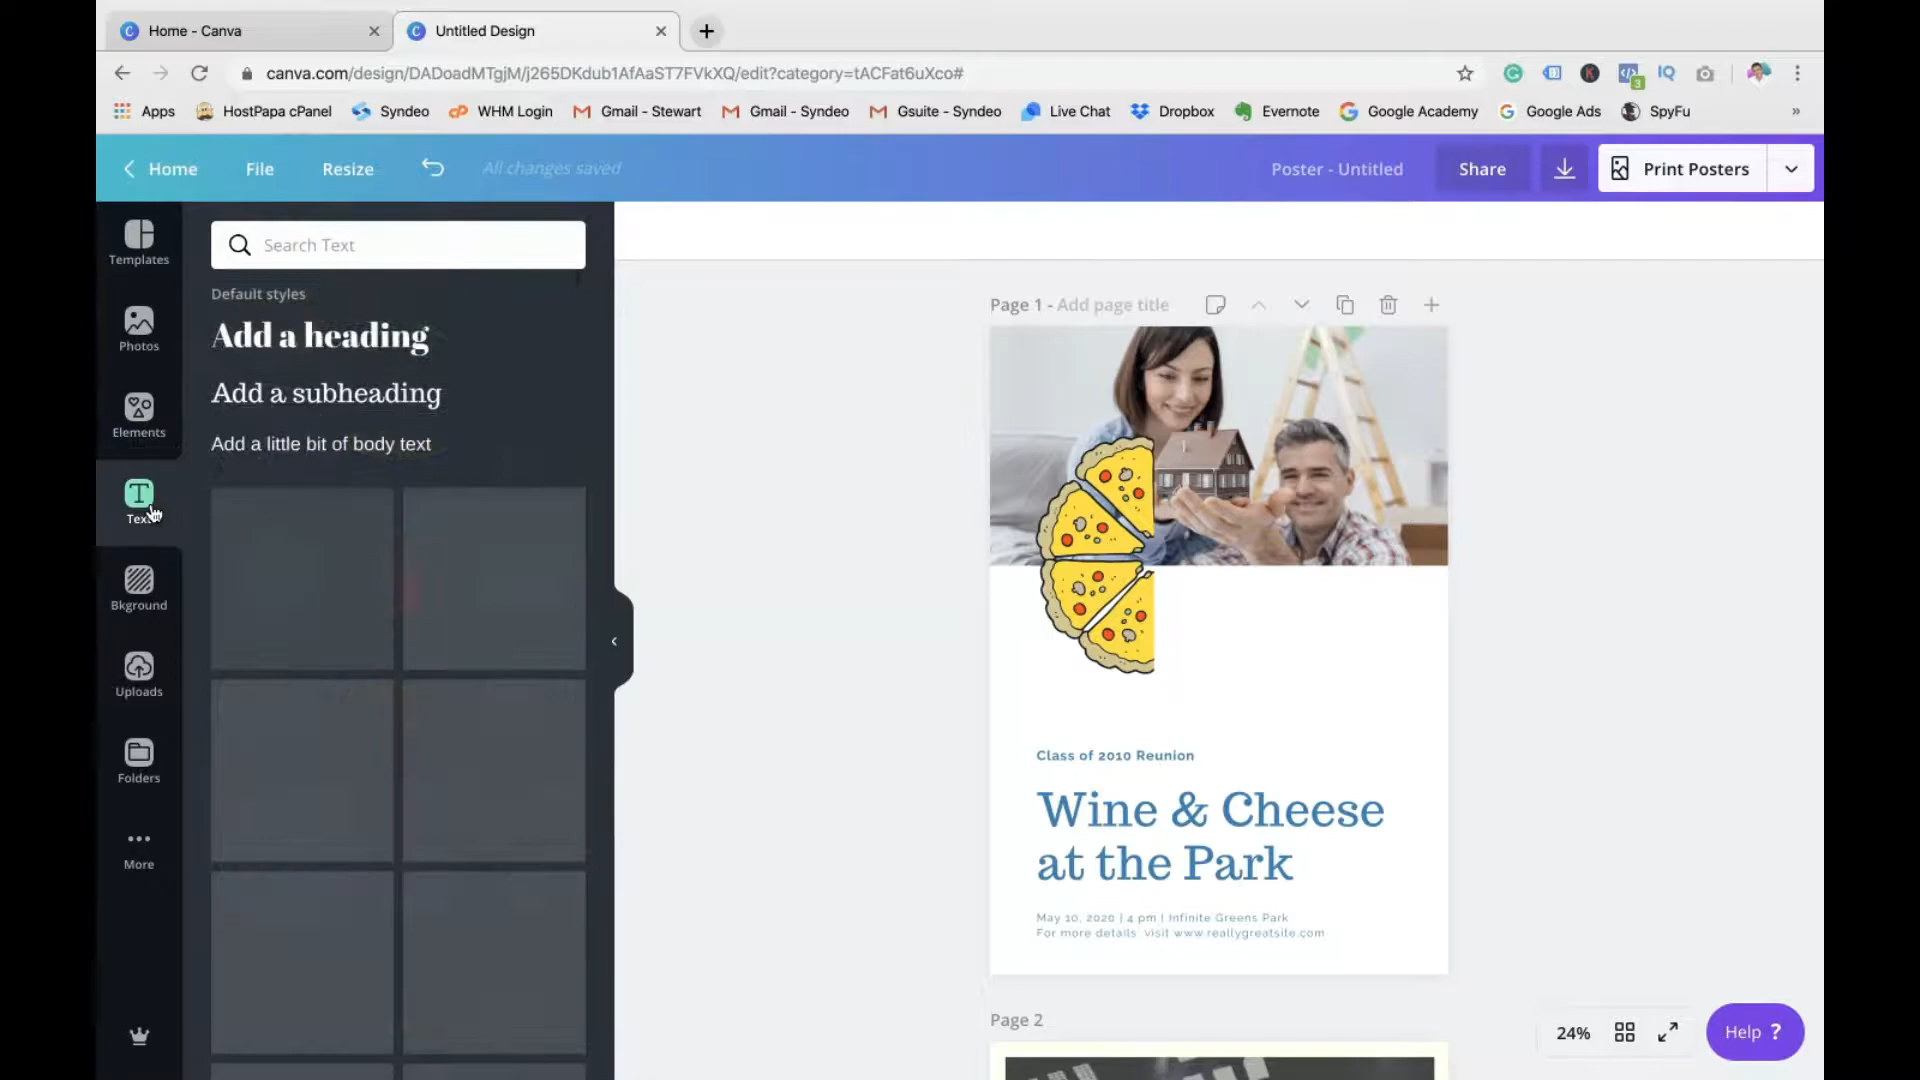 Home - Canva
Untitled Design
canva.com/design/DADoadMTgjM/j265DKdub1AfAaST7FVkXQ/edit?category=tACFat6uXco#
Apps HostPapa cPanel Syndeo WHM Login Gmail - Stewart Gmail - Syndeo Gsuite - Syndeo Live Chat Dropbox Evernote Google Academy Google Ads SpyFu
Home File Resize All changes saved Poster - Untitled Share Print Posters
Templates
Photos
Elements
Text
Bkground
Uploads
Folders
More
Search Text
Default styles
Add a heading
Add a subheading
Add a little bit of body text
Page 1 - Add page title
Class of 2010 Reunion
Wine & Cheese
at the Park
May 10, 2020 | 4 pm | Infinite Greens Park
For more details, visit www.reallygreatsite.com
Page 2
24%
Help ?